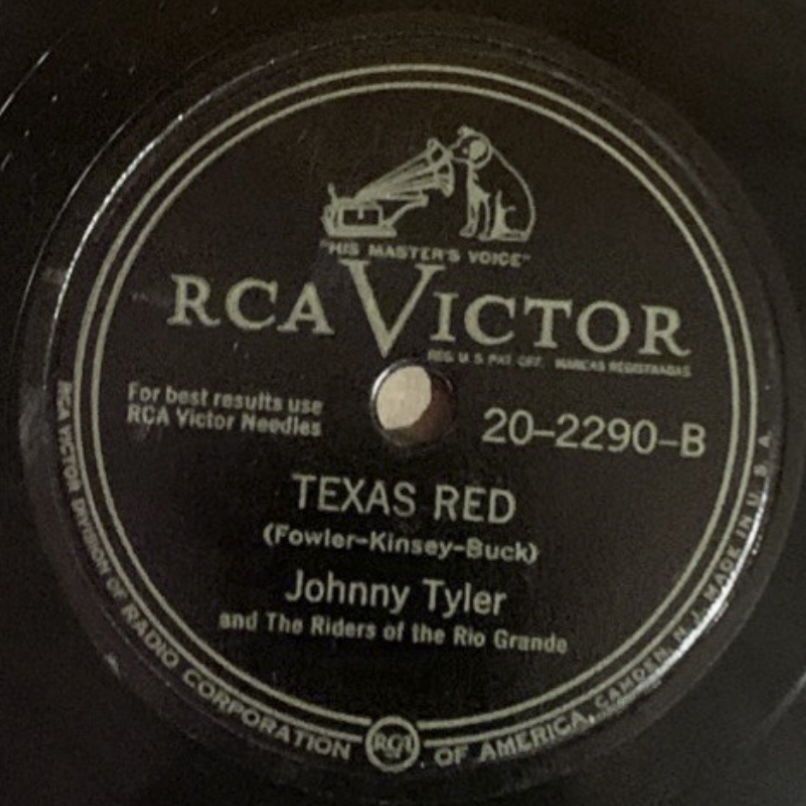 "HIS MASTER'S VOICE"
RCA VICTOR
REG. U S PAT. OFF. MARCAS REGISTRADAS
For best results use
RCA Victor Needles
20-2290-B
TEXAS RED
(Fowler-Kinsey-Buck)
Johnny Tyler
and The Riders of the Rio Grande
RCA VICTOR DIVISION OF RADIO CORPORATION RCA OF AMERICA, CAMDEN, N. J. MADE IN U. S. A.